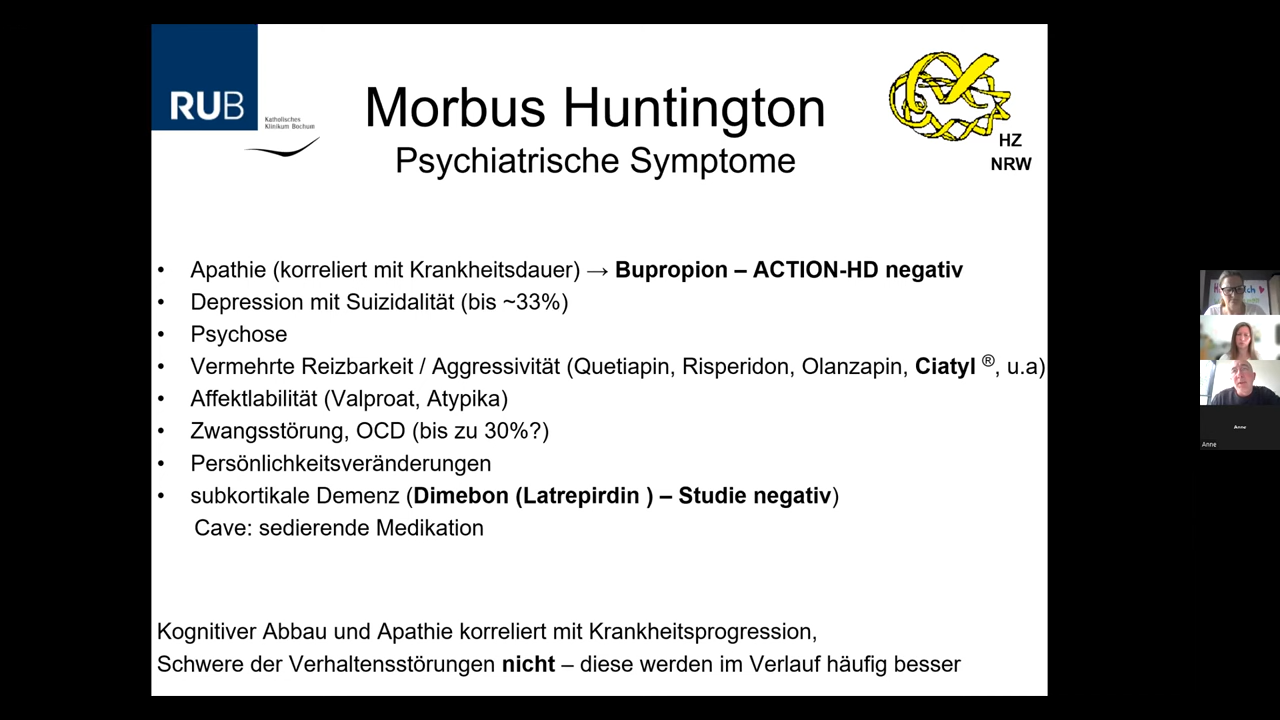 RUB
Katholisches
Klinikum Bochum
Morbus Huntington
Psychiatrische Symptome
HZ
NRW
• Apathie (korreliert mit Krankheitsdauer) → Bupropion – ACTION-HD negativ
• Depression mit Suizidalität (bis ~33%)
• Psychose
• Vermehrte Reizbarkeit / Aggressivität (Quetiapin, Risperidon, Olanzapin, Ciatyl ®, u.a)
• Affektlabilität (Valproat, Atypika)
• Zwangsstörung, OCD (bis zu 30%?)
• Persönlichkeitsveränderungen
• subkortikale Demenz (Dimebon (Latrepirdin ) – Studie negativ)
Cave: sedierende Medikation
Kognitiver Abbau und Apathie korreliert mit Krankheitsprogression,
Schwere der Verhaltensstörungen nicht – diese werden im Verlauf häufig besser
Anne
Anne